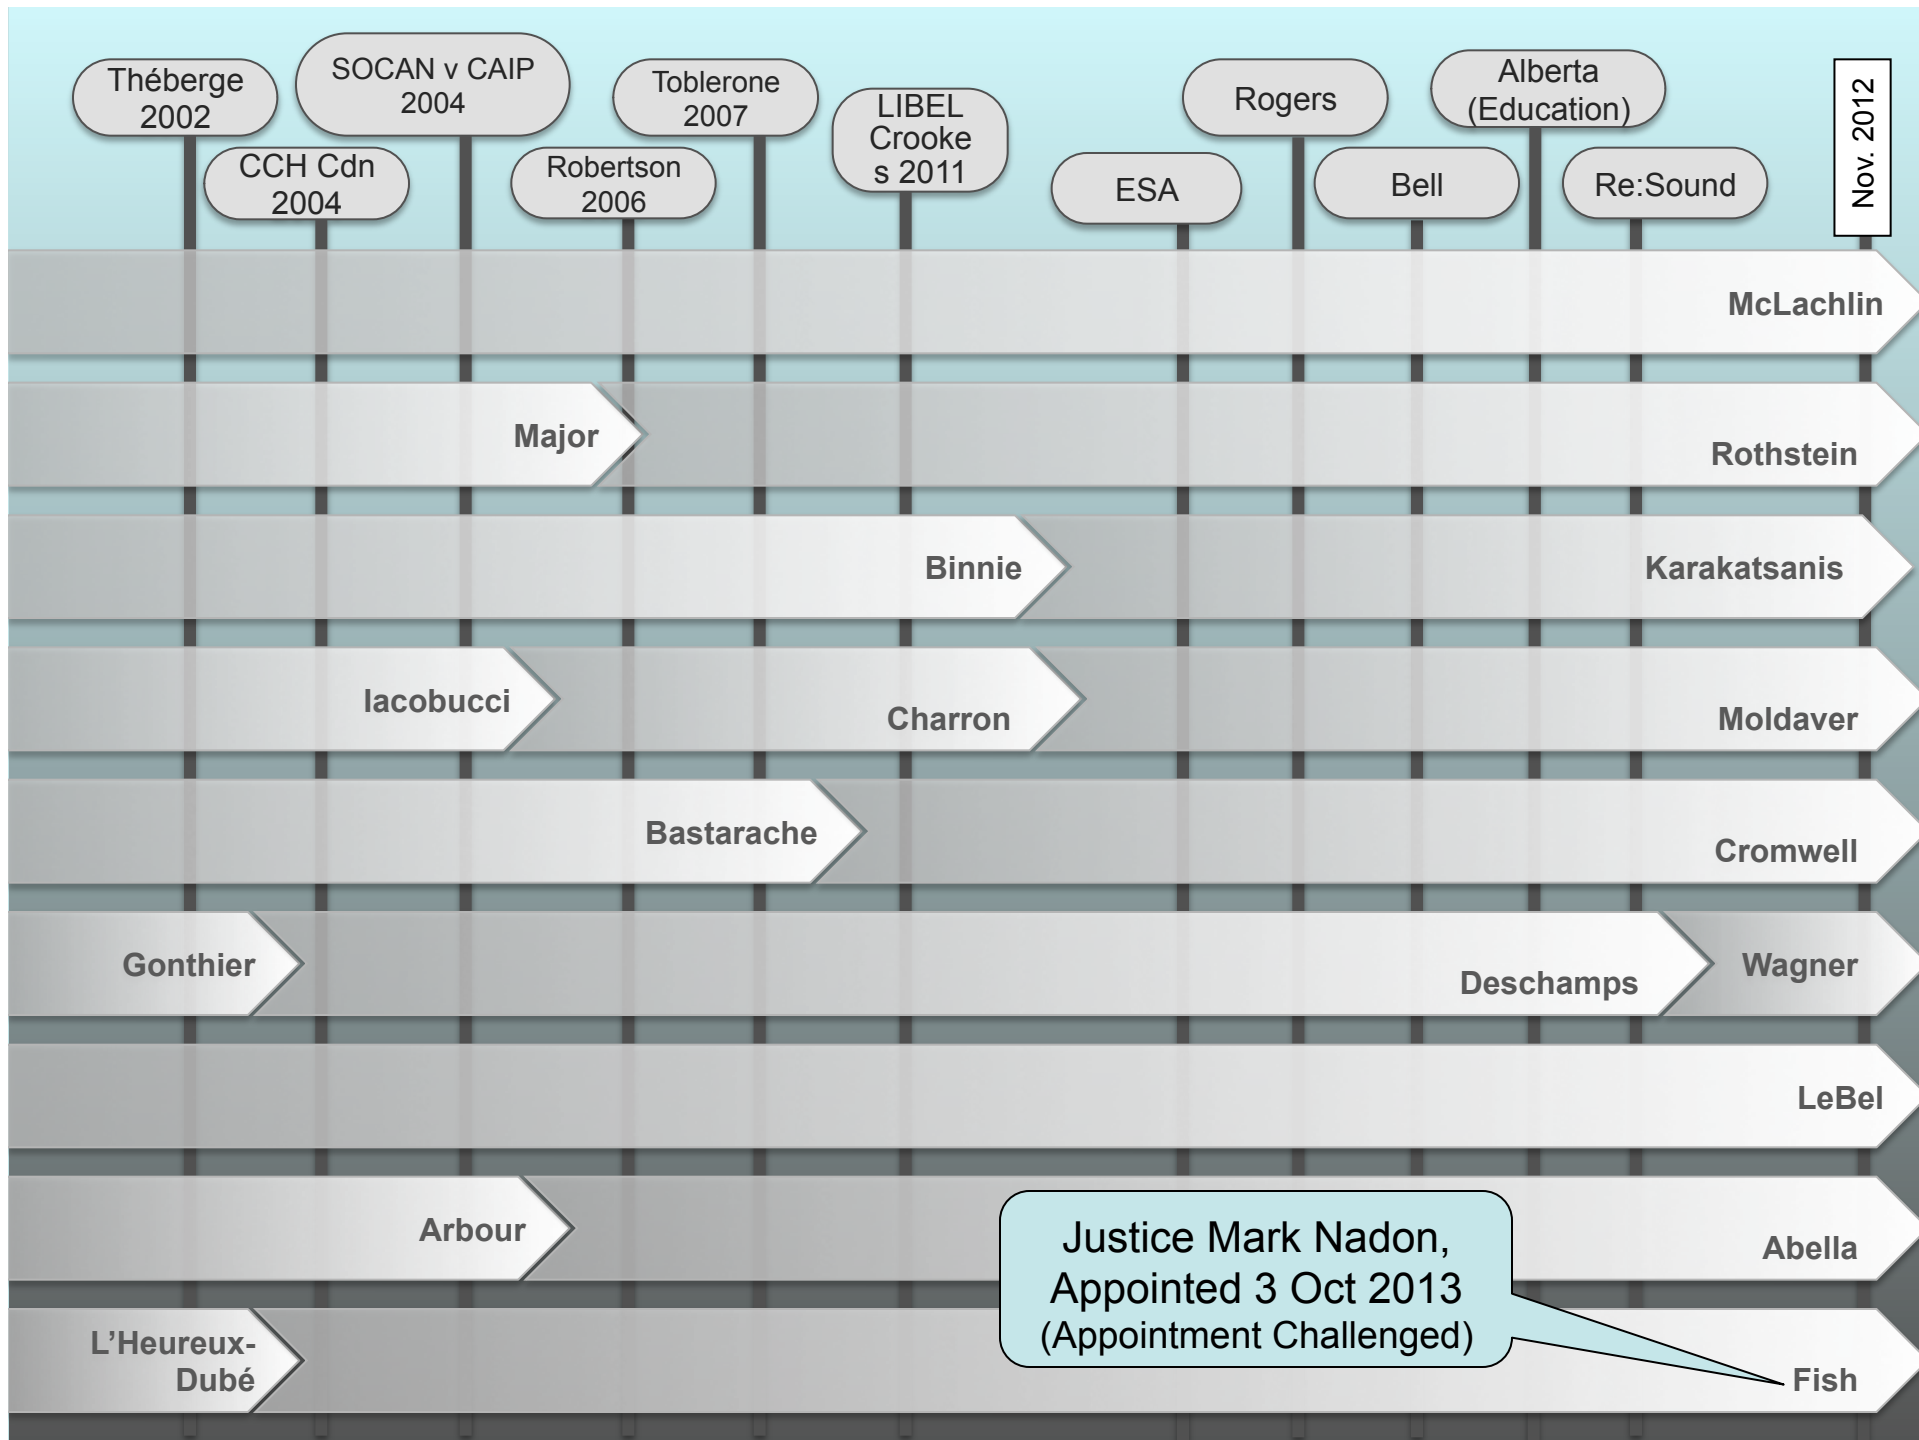 Théberge
2002
SOCAN v CAIP
2004
Toblerone
2007
LIBEL
Crooke
s 2011
Rogers
Alberta
(Education)
Nov. 2012
CCH Cdn
2004
Robertson
2006
ESA
Bell
Re:Sound
McLachlin
Major
Rothstein
Binnie
Karakatsanis
Iacobucci
Charron
Moldaver
Bastarache
Cromwell
Gonthier
Deschamps
Wagner
LeBel
Arbour
Abella
Justice Mark Nadon,
Appointed 3 Oct 2013
(Appointment Challenged)
L’Heureux-
Dubé
Fish